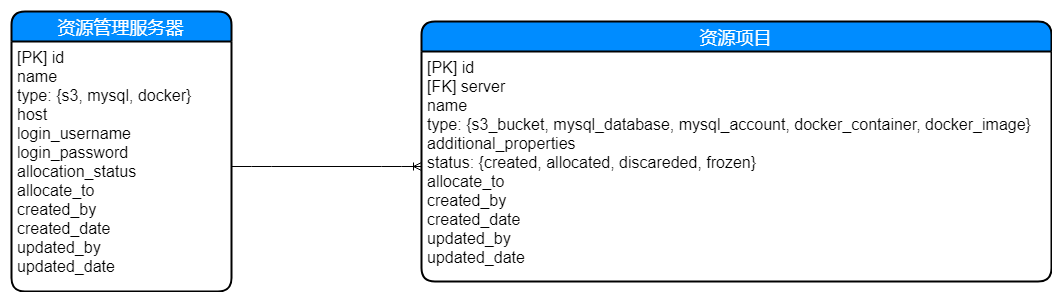 资源管理服务器
[PK] id
name
type: {s3, mysql, docker}
host
login_username
login_password
allocation_status
allocate_to
created_by
created_date
updated_by
updated_date
资源项目
[PK] id
[FK] server
name
type: {s3_bucket, mysql_database, mysql_account, docker_container, docker_image}
additional_properties
status: {created, allocated, discareded, frozen}
allocate_to
created_by
created_date
updated_by
updated_date